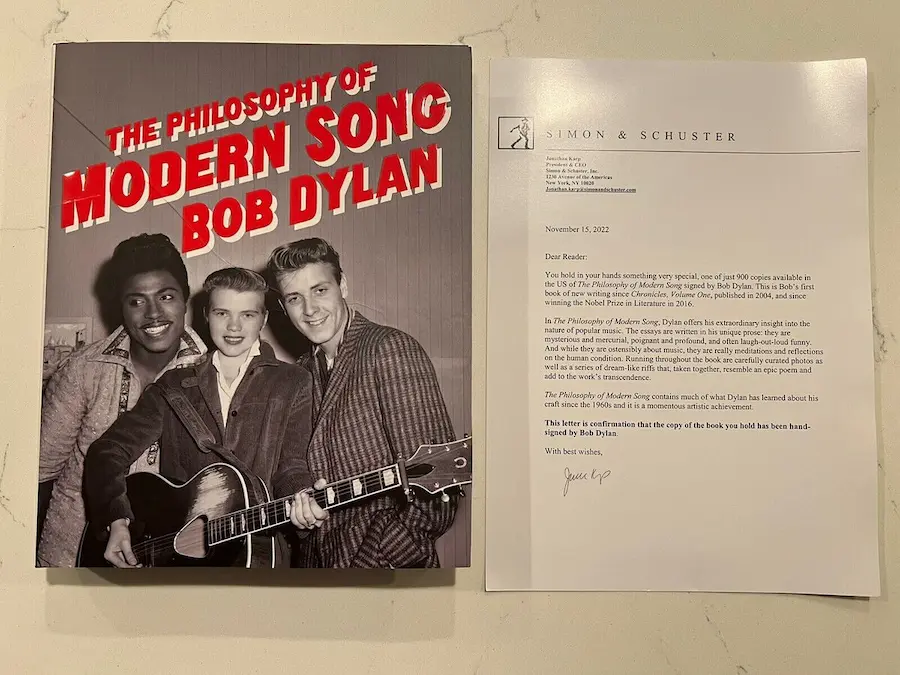 THE PHILOSOPHY OF
MODERN SONG
BOB DYLAN
SIMON & SCHUSTER
Jonathan Karp
President & CEO
Simon & Schuster, Inc.
1230 Avenue of the Americas
New York, NY 10020
Jonathan.karp@simonandschuster.com
November 15, 2022
Dear Reader:
You hold in your hands something very special, one of just 900 copies available in
the US of The Philosophy of Modern Song signed by Bob Dylan. This is Bob's first
book of new writing since Chronicles, Volume One, published in 2004, and since
winning the Nobel Prize in Literature in 2016.
In The Philosophy of Modern Song, Dylan offers his extraordinary insight into the
nature of popular music. The essays are written in his unique prose: they are
mysterious and mercurial, poignant and profound, and often laugh-out-loud funny.
And while they are ostensibly about music, they are really meditations and reflections
on the human condition. Running throughout the book are carefully curated photos as
well as a series of dream-like riffs that, taken together, resemble an epic poem and
add to the work's transcendence.
The Philosophy of Modern Song contains much of what Dylan has learned about his
craft since the 1960s and it is a momentous artistic achievement.
This letter is confirmation that the copy of the book you hold has been hand-
signed by Bob Dylan.
With best wishes,